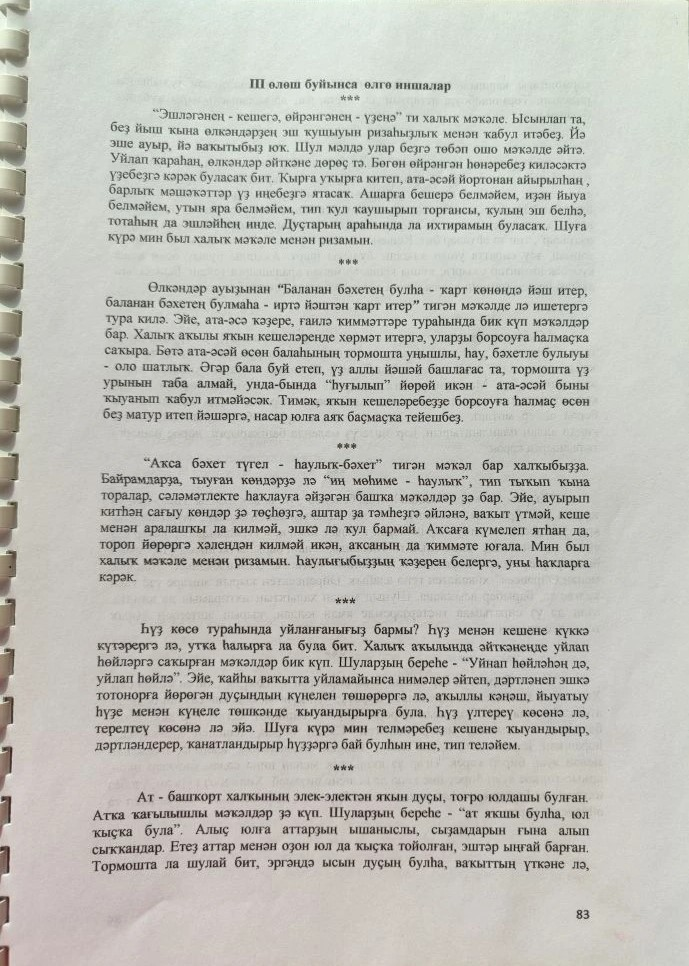 III өлөш буйынса өлгө иншалар
***
“Эшләгәнең - кешегә, өйрәнгәнең - үҙеңә” ти халыҡ мәҡәле. Ысынлап та,
беҙ йыш ҡына өлкәндәрҙең эш ҡушыуын ризаһыҙлыҡ менән ҡабул итәбеҙ. Йә
эше ауыр, йә ваҡытыбыҙ юҡ. Шул мәлдә улар беҙгә төбәп ошо мәҡәлде әйтә.
Уйлап ҡараһаң, өлкәндәр әйткәне дөрөҫ тә. Бөгөн өйрәнгән һөнәребеҙ киләсәктә
үҙебеҙгә кәрәк буласаҡ бит. Ҡырға уҡырға китеп, ата-әсәй йортонан айырылһаң ,
барлыҡ мәшәҡәттәр үҙ иңебеҙгә ятасаҡ. Ашарға бешерә белмәйем, иҙән йыуа
белмәйем, утын яра белмәйем, тип ҡул ҡаушырып торғансы, ҡулың эш белһә,
тотаһың да эшләйһең инде. Дуҫтарың араһында ла ихтирамың буласаҡ. Шуға
күрә мин был халыҡ мәҡәле менән ризамын.
***
Өлкәндәр ауыҙынан “Баланан бәхетең булһа - ҡарт көнөңдә йәш итер,
баланан бәхетең булмаһа - иртә йәштән ҡарт итер” тигән мәҡәлде лә ишетергә
тура килә. Эйе, ата-әсә ҡәҙере, ғаилә ҡиммәттәре тураһында бик күп мәҡәлдәр
бар. Халыҡ аҡылы яҡын кешеләреңде хөрмәт итергә, уларҙы борсоуға һалмаҫҡа
саҡыра. Бөтә ата-әсәй өсөн балаһының тормошта уңышлы, һау, бәхетле булыуы
- оло шатлыҡ. Әгәр бала буй етеп, үҙ аллы йәшәй башлағас та, тормошта үҙ
урынын таба алмай, унда-бында “һуғылып” йөрөй икән - ата-әсәй быны
ҡыуанып ҡабул итмәйәсәк. Тимәк, яҡын кешеләребеҙҙе борсоуға һалмаҫ өсөн
беҙ матур итеп йәшәргә, насар юлға аяҡ баҫмаҫҡа тейешбеҙ.
***
“Аҡса бәхет түгел - һаулыҡ-бәхет” тигән мәҡәл бар халҡыбыҙҙа.
Байрамдарҙа, тыуған көндәрҙә лә “иң мөһиме - һаулыҡ”, тип тыҡып ҡына
торалар, сәләмәтлекте һаҡлауға әйҙәгән башҡа мәҡәлдәр ҙә бар. Эйе, ауырып
китһәң сағыу көндәр ҙә төҫһөҙгә, аштар ҙа тәмһеҙгә әйләнә, ваҡыт үтмәй, кеше
менән аралашҡы ла килмәй, эшкә лә ҡул бармай. Аҡсаға күмелеп ятһаң да,
тороп йөрөргә хәлеңдән килмәй икән, аҡсаның да ҡиммәте юғала. Мин был
халыҡ мәҡәле менән ризамын. Һаулығыбыҙҙың ҡәҙерен белергә, уны һаҡларға
кәрәк.
***
Һүҙ көсө тураһында уйланғанығыҙ бармы? Һүҙ менән кешене күккә
күтәрергә лә, утҡа һалырға ла була бит. Халыҡ аҡылында әйткәнеңде уйлап
һөйләргә саҡырған мәҡәлдәр бик күп. Шуларҙың береһе - “Уйнап һөйләһәң дә,
уйлап һөйлә”. Эйе, ҡайһы ваҡытта уйламайынса нимәлер әйтеп, дәртләнеп эшкә
тотонорға йөрөгән дуҫыңдың күңелен төшөрөргә лә, аҡыллы кәңәш, йыуатыу
һүҙе менән күңеле төшкәнде ҡыуандырырға була. Һүҙ үлтереү көсөнә лә,
терелтеү көсөнә лә эйә. Шуға күрә мин телмәребеҙ кешене ҡыуандырыр,
дәртләндерер, ҡанатландырыр һүҙҙәргә бай булһын ине, тип теләйем.
***
Ат - башҡорт халҡының элек-электән яҡын дуҫы, тоғро юлдашы булған.
Атҡа ҡағылышлы мәҡәлдәр ҙә күп. Шуларҙың береһе - “ат яҡшы булһа, юл
ҡыҫҡа була”. Алыҫ юлға аттарҙың ышаныслы, сыҙамдарын ғына алып
сыҡҡандар. Етеҙ аттар менән оҙон юл да ҡыҫҡа тойолған, эштәр ыңғай барған.
Тормошта ла шулай бит, эргәңдә ысын дуҫың булһа, ваҡыттың үткәне лә,
83